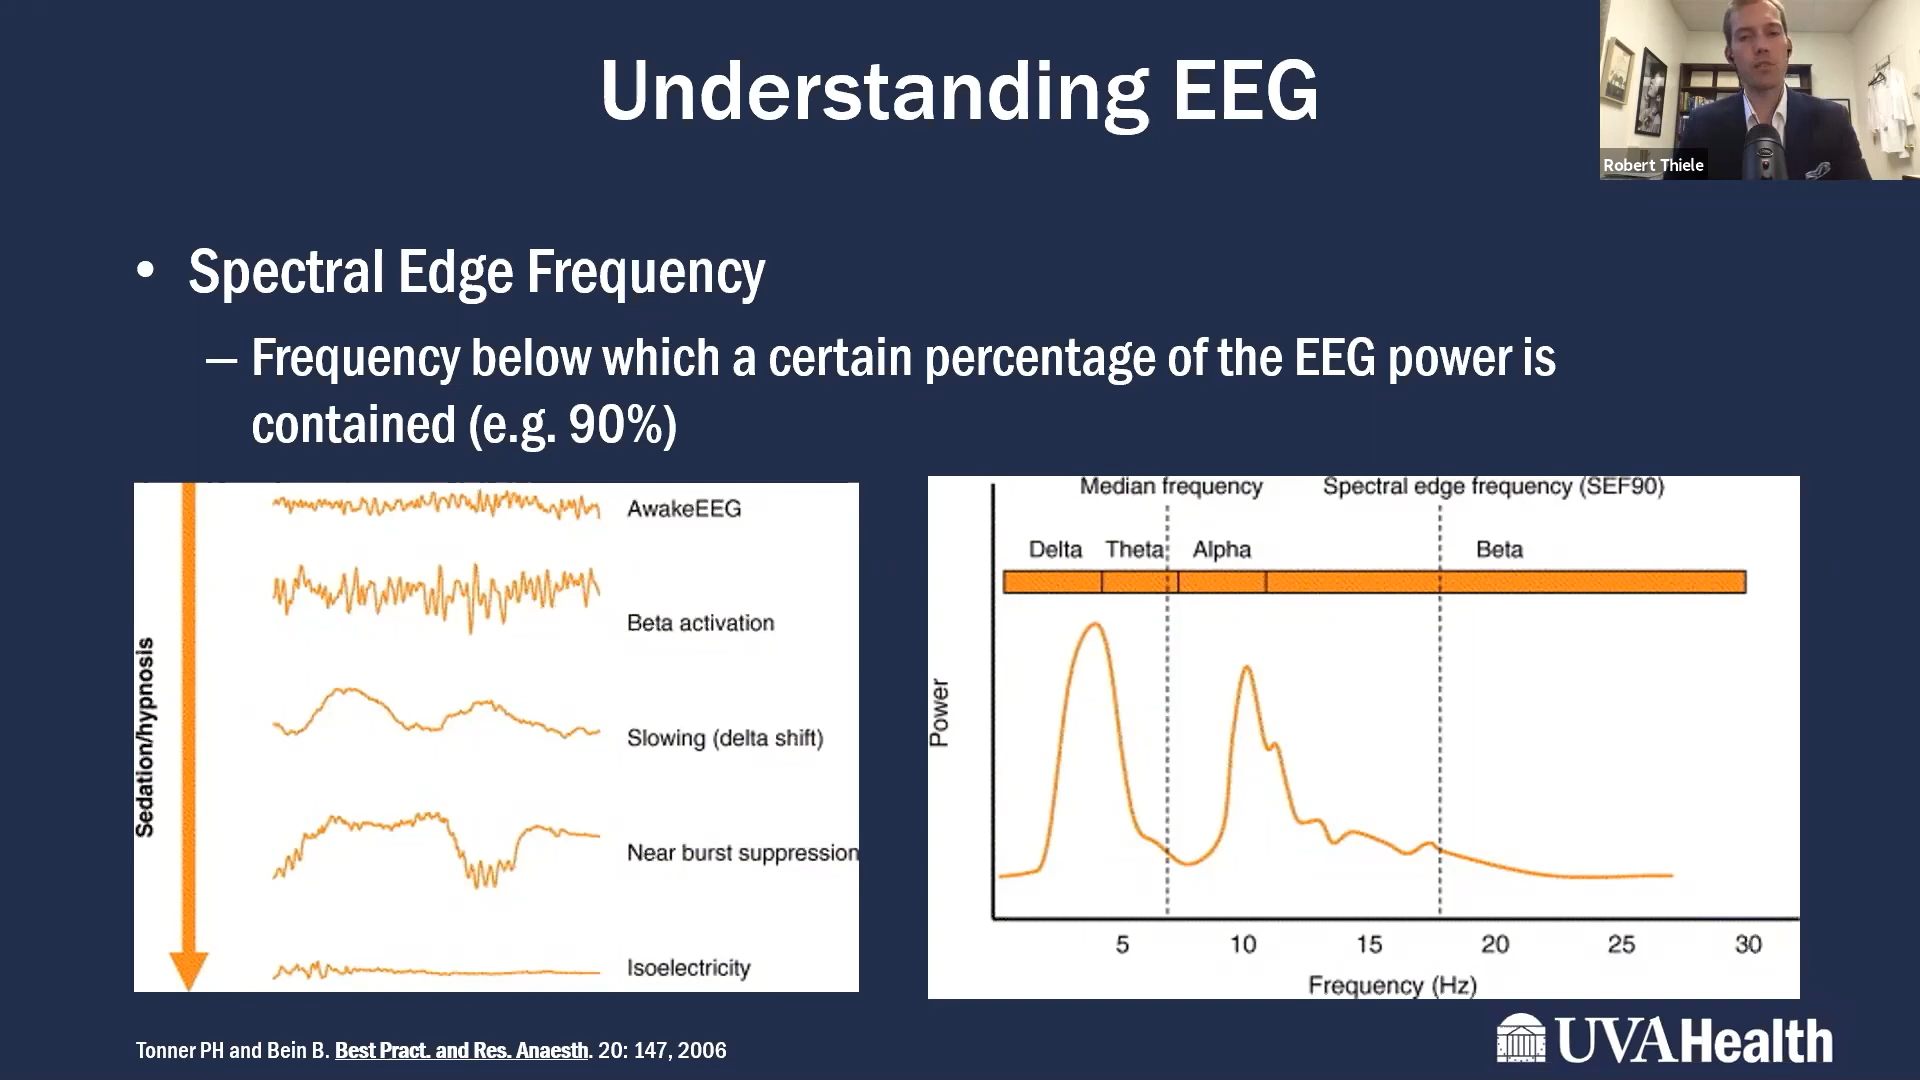 Understanding EEG
Robert Thiele
• Spectral Edge Frequency
– Frequency below which a certain percentage of the EEG power is
contained (e.g. 90%)
Sedation/hypnosis
AwakeEEG
Beta activation
Slowing (delta shift)
Near burst suppression
Isoelectricity
Median frequency Spectral edge frequency (SEF90)
Delta Theta Alpha Beta
Power
5 10 15 20 25 30
Frequency (Hz)
Tonner PH and Bein B. Best Pract. and Res. Anaesth. 20: 147, 2006
UVAHealth